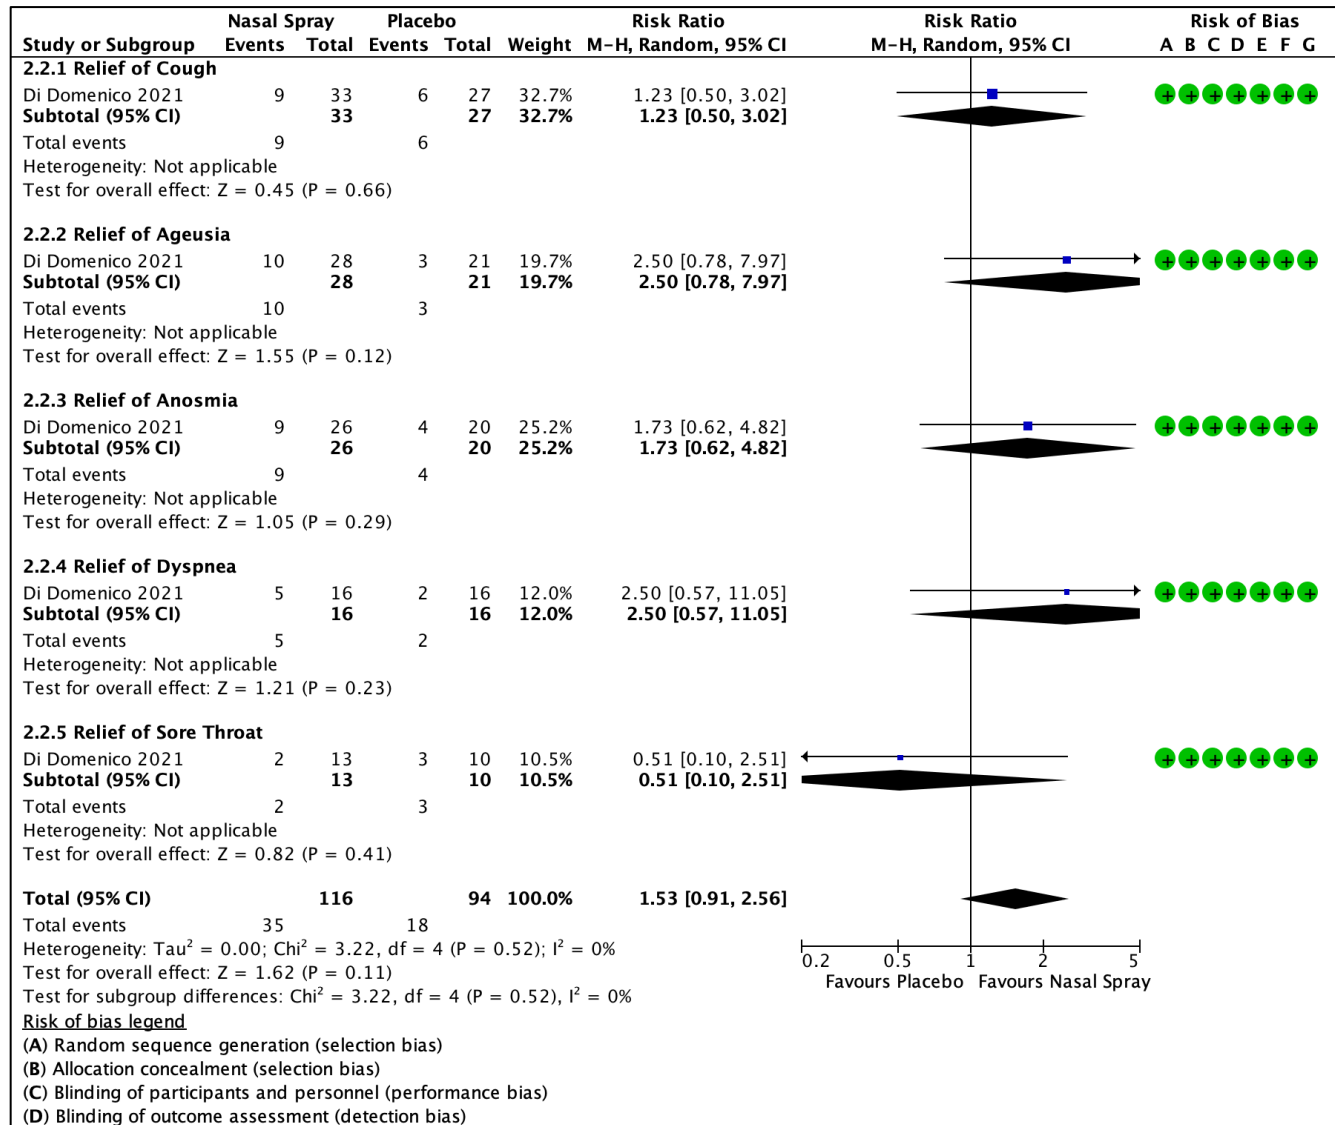 Nasal Spray Placebo Risk Ratio Risk Ratio Risk of Bias
Study or Subgroup Events Total Events Total Weight M-H, Random, 95% CI M-H, Random, 95% CI A B C D E F G
2.2.1 Relief of Cough
Di Domenico 2021 9 33 6 27 32.7% 1.23 [0.50, 3.02] + + + + + + +
Subtotal (95% CI) 33 27 32.7% 1.23 [0.50, 3.02]
Total events 9 6
Heterogeneity: Not applicable
Test for overall effect: Z = 0.45 (P = 0.66)
2.2.2 Relief of Ageusia
Di Domenico 2021 10 28 3 21 19.7% 2.50 [0.78, 7.97] + + + + + + +
Subtotal (95% CI) 28 21 19.7% 2.50 [0.78, 7.97]
Total events 10 3
Heterogeneity: Not applicable
Test for overall effect: Z = 1.55 (P = 0.12)
2.2.3 Relief of Anosmia
Di Domenico 2021 9 26 4 20 25.2% 1.73 [0.62, 4.82] + + + + + + +
Subtotal (95% CI) 26 20 25.2% 1.73 [0.62, 4.82]
Total events 9 4
Heterogeneity: Not applicable
Test for overall effect: Z = 1.05 (P = 0.29)
2.2.4 Relief of Dyspnea
Di Domenico 2021 5 16 2 16 12.0% 2.50 [0.57, 11.05] + + + + + + +
Subtotal (95% CI) 16 16 12.0% 2.50 [0.57, 11.05]
Total events 5 2
Heterogeneity: Not applicable
Test for overall effect: Z = 1.21 (P = 0.23)
2.2.5 Relief of Sore Throat
Di Domenico 2021 2 13 3 10 10.5% 0.51 [0.10, 2.51] + + + + + + +
Subtotal (95% CI) 13 10 10.5% 0.51 [0.10, 2.51]
Total events 2 3
Heterogeneity: Not applicable
Test for overall effect: Z = 0.82 (P = 0.41)
Total (95% CI) 116 94 100.0% 1.53 [0.91, 2.56]
Total events 35 18
Heterogeneity: Tau² = 0.00; Chi² = 3.22, df = 4 (P = 0.52); I² = 0%
Test for overall effect: Z = 1.62 (P = 0.11)
Test for subgroup differences: Chi² = 3.22, df = 4 (P = 0.52), I² = 0%
0.2 0.5 1 2 5
Favours Placebo Favours Nasal Spray
Risk of bias legend
(A) Random sequence generation (selection bias)
(B) Allocation concealment (selection bias)
(C) Blinding of participants and personnel (performance bias)
(D) Blinding of outcome assessment (detection bias)